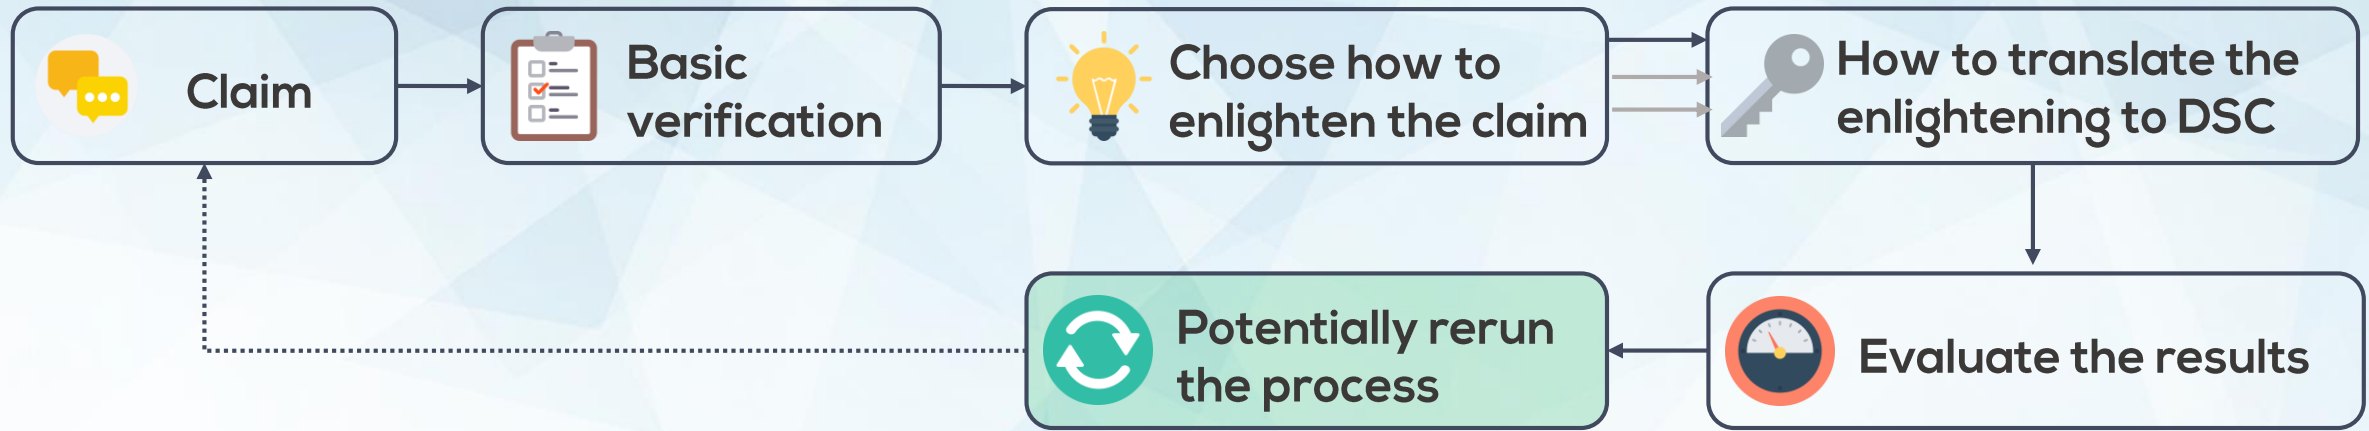 Claim
Basic
verification
Choose how to
enlighten the claim
How to translate the
enlightening to DSC
Evaluate the results
Potentially rerun
the process